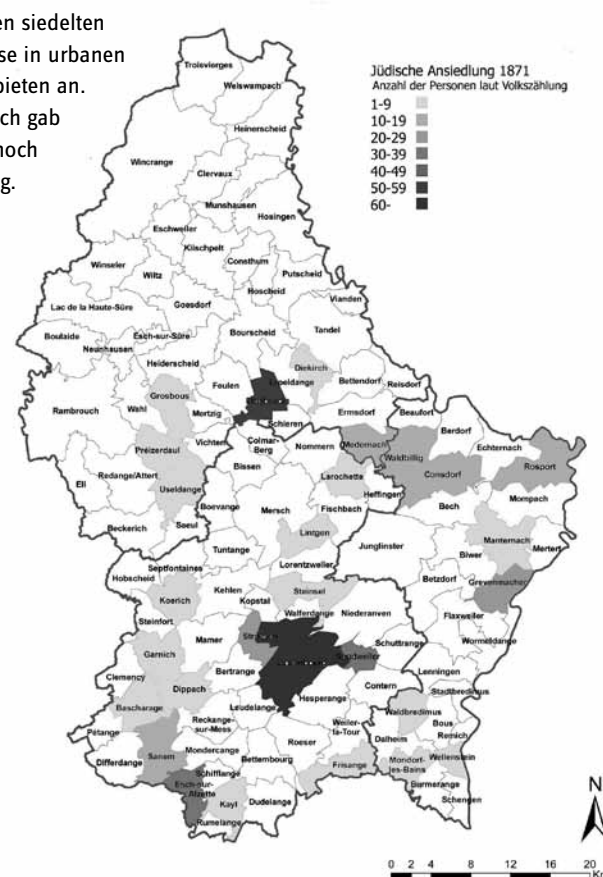 en siedelten
se in urbanen
bieten an.
ch gab
noch
g.
Jüdische Ansiedlung 1871
Anzahl der Personen laut Volkszählung
1-9
10-19
20-29
30-39
40-49
50-59
60-
Troisvierges
Weiswampach
Heinerscheid
Wincrange
Clervaux
Munshausen
Hosingen
Eschweiler
Kiischpelt
Consthum
Winseler
Wiltz
Putscheid
Hoscheid
Vianden
Lac de la Haute-Sûre
Goesdorf
Tandel
Boulaide
Esch-sur-Sûre
Bourscheid
Neunhausen
Heiderscheid
Diekirch
Feulen
Bettendorf
Reisdorf
Grosbous
Rambrouch
Wahl
Mertzig
Ermsdorf
Beaufort
Schieren
Berdorf
Vichten
Colmar-
Berg
Nommern
Medernach
Waldbillig
Echternach
Préizerdaul
Bissen
Consdorf
Rosport
Ell
Redange/Attert
Useldange
Larochette
Heffingen
Mompach
Boevange
Mersch
Fischbach
Bech
Beckerich
Saeul
Lintgen
Manternach
Tuntange
Junglinster
Biwer
Mertert
Septfontaines
Lorentzweiler
Hobscheid
Betzdorf
Grevenmacher
Koerich
Kehlen
Steinsel
Kopstal
Walferdange
Niederanven
Flaxweiler
Steinfort
Mamer
Schuttrange
Wormeldange
Garnich
Bertrange
Clemency
Contern
Lenningen
Dippach
Hesperange
Stadtbredimus
Bascharage
Leudelange
Waldbredimus
Reckange-
sur-Mess
Weiler-
la-Tour
Bous
Pétange
Roeser
Dalheim
Remich
Mondercange
Sanem
Bettembourg
Wellenstein
Differdange
Schifflange
Frisange
Mondorf-
les-Bains
Esch-sur-
Alzette
Burmerange
Kayl
Dudelange
Schengen
Rumelange
N
0 2 4 8 12 16 20